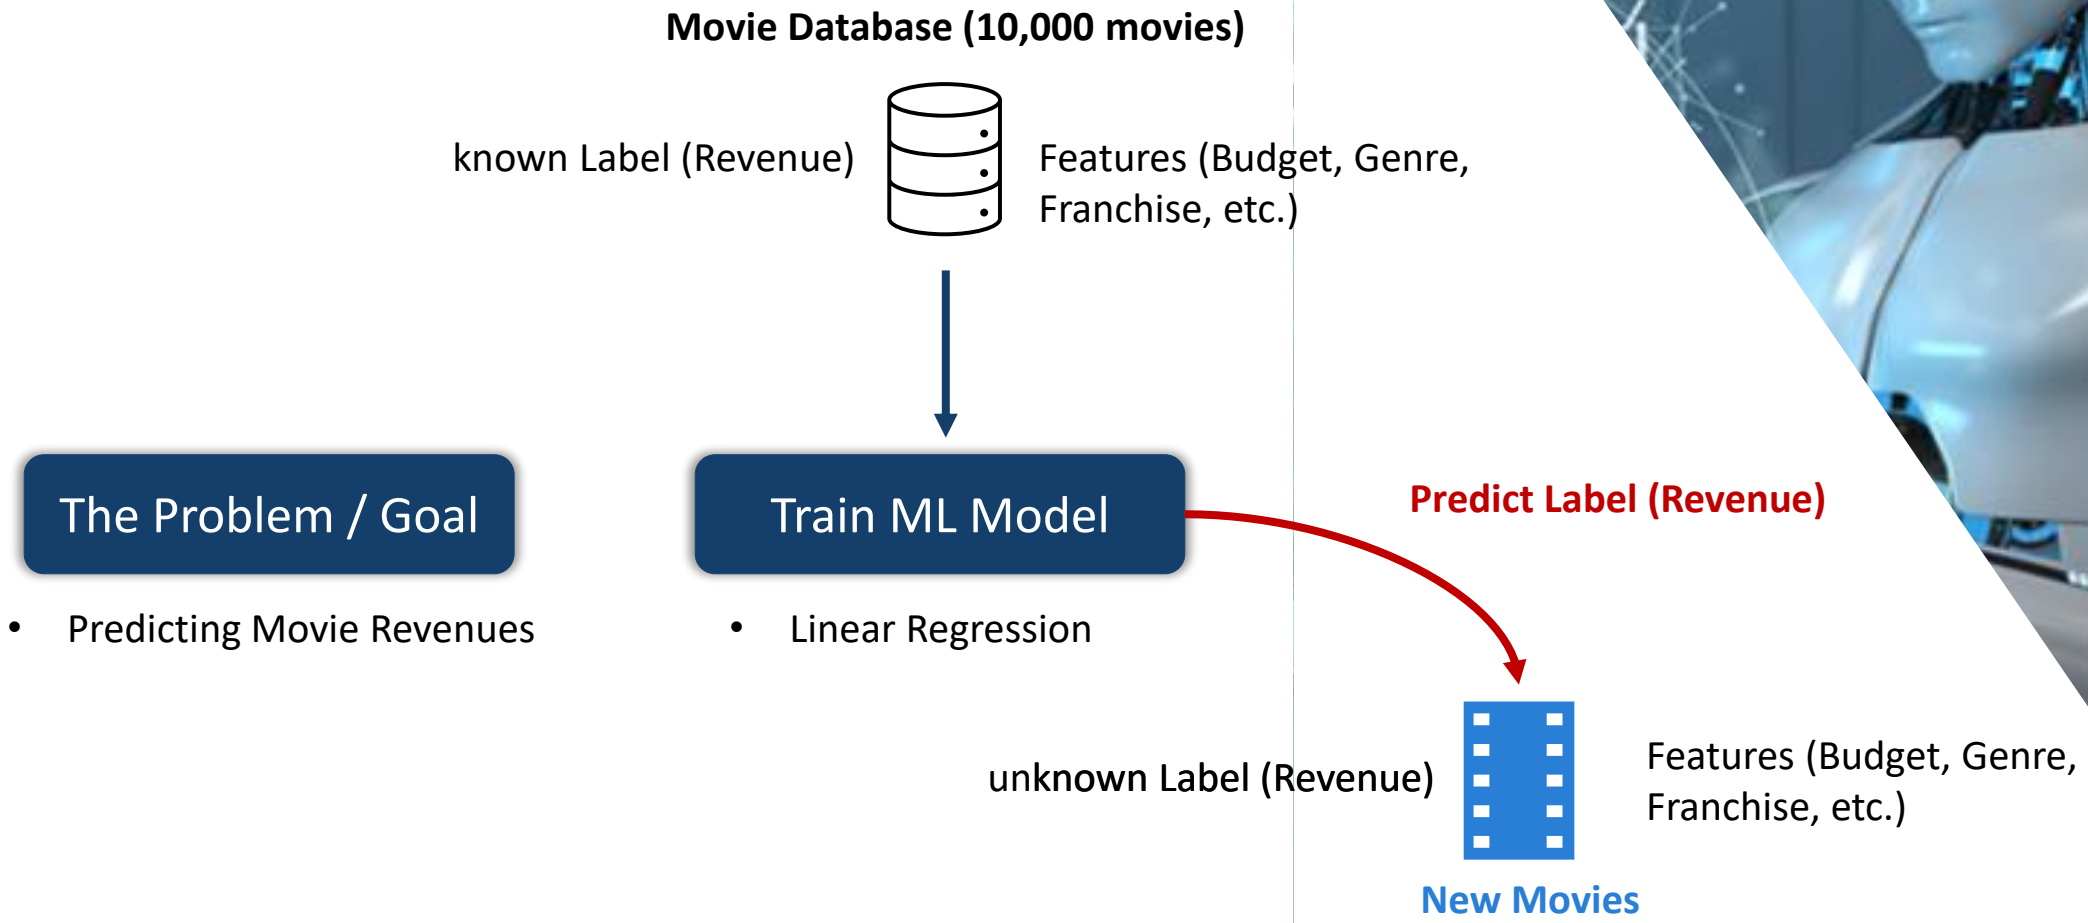 Movie Database (10,000 movies)
known Label (Revenue)
Features (Budget, Genre,
Franchise, etc.)
The Problem / Goal
Train ML Model
Predict Label (Revenue)
• Predicting Movie Revenues
• Linear Regression
unknown Label (Revenue)
Features (Budget, Genre,
Franchise, etc.)
New Movies